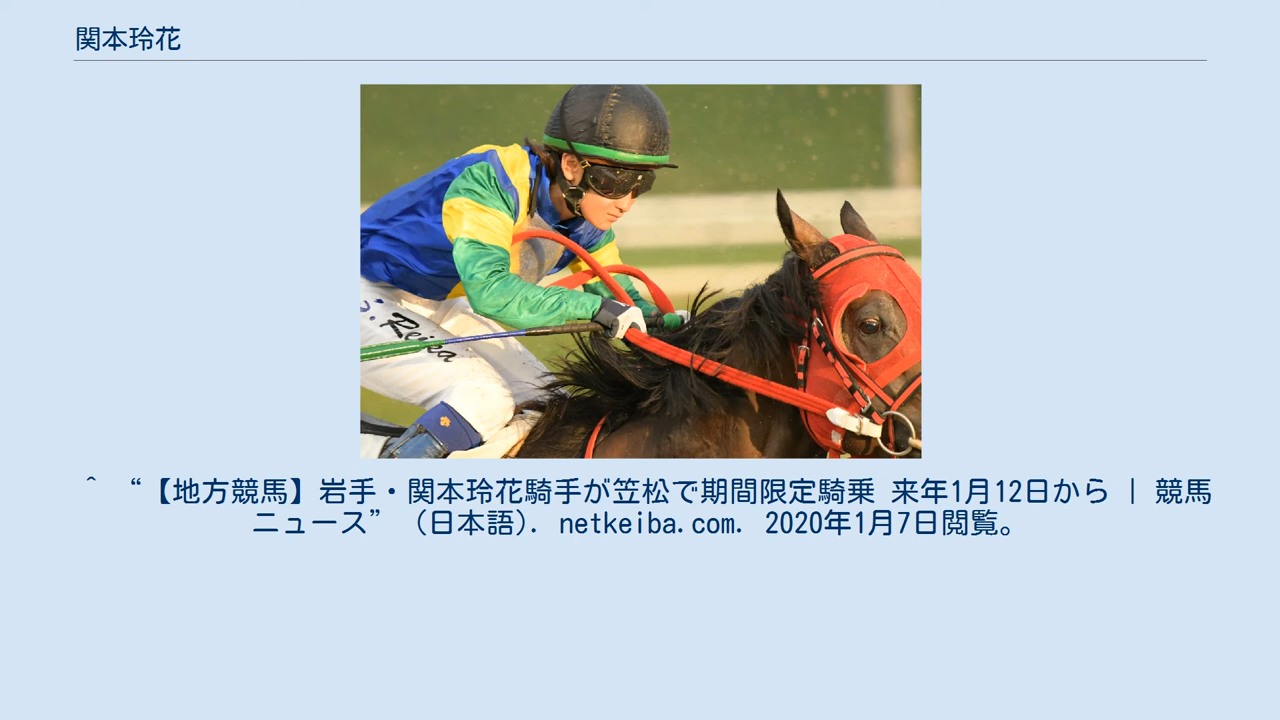 関本玲花
S. Reika
^ “【地方競馬】岩手・関本玲花騎手が笠松で期間限定騎乗 来年1月12日から | 競馬
ニュース” (日本語). netkeiba.com. 2020年1月7日閲覧。